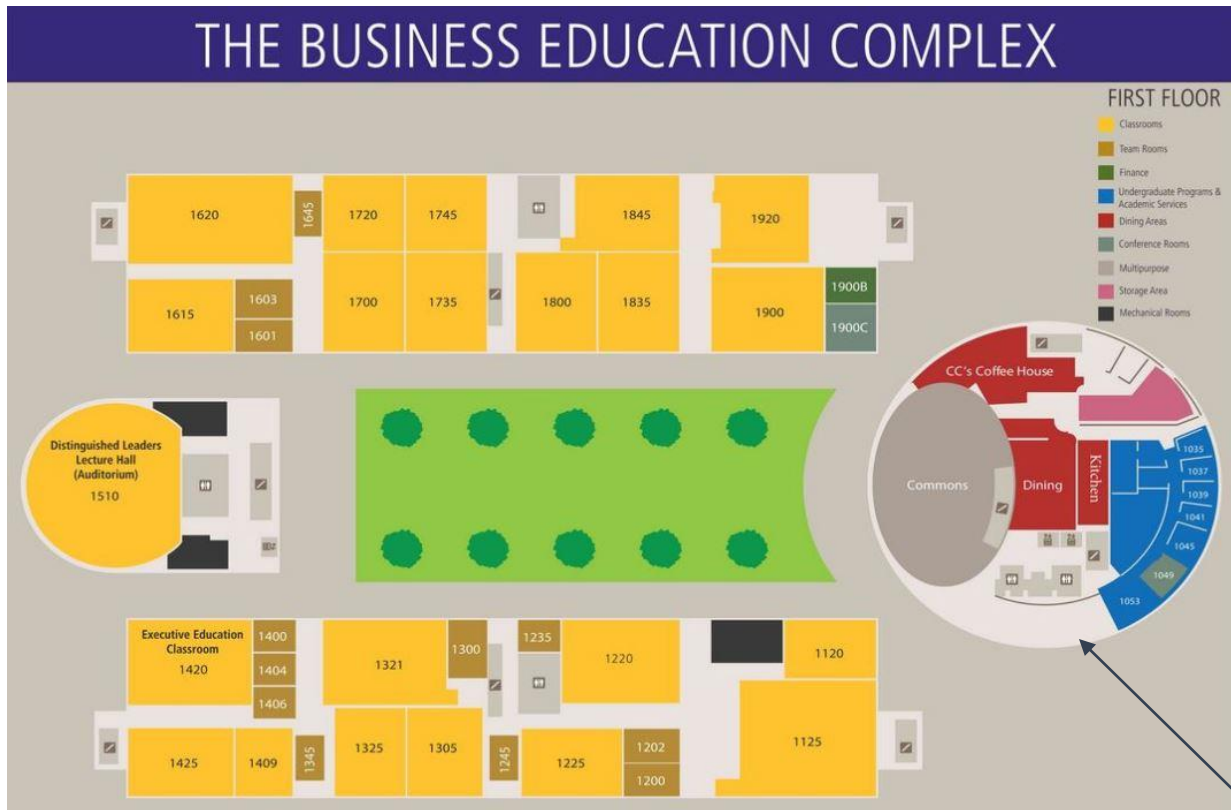 THE BUSINESS EDUCATION COMPLEX
FIRST FLOOR
Classrooms
Team Rooms
Finance
Undergraduate Programs &
Academic Services
Dining Areas
Conference Rooms
Multipurpose
Storage Area
Mechanical Rooms
1620
1645
1720
1745
1845
1920
1615
1603
1601
1700
1735
1800
1835
1900
1900B
1900C
CC's Coffee House
Commons
Dining
Kitchen
1035
1037
1039
1041
1045
1049
1053
Distinguished Leaders
Lecture Hall
(Auditorium)
1510
Executive Education
Classroom
1420
1400
1404
1406
1321
1300
1235
1220
1120
1425
1409
1345
1325
1305
1245
1225
1202
1200
1125